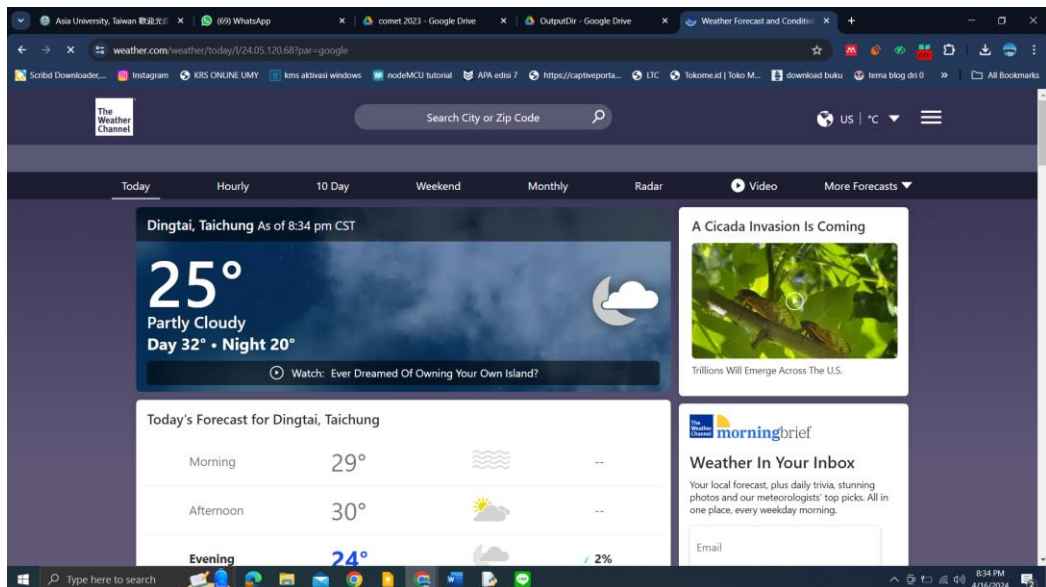 Asia University, Taiwan 歡迎光臨
(69) WhatsApp
comet 2023 - Google Drive
OutputDir - Google Drive
Weather Forecast and Conditio
weather.com/weather/today/l/24.05,120.68?par=google
Scribd Downloader,...
Instagram
KRS ONLINE UMY
kms aktivasi windows
nodeMCU tutorial
APA edisi 7
https://captiveporta...
LTC
Tokome.id | Toko M...
download buku
tema blog dri 0
»
All Bookmarks
The
Weather
Channel
Search City or Zip Code
US | °C
Today
Hourly
10 Day
Weekend
Monthly
Radar
Video
More Forecasts
Dingtai, Taichung As of 8:34 pm CST
25°
Partly Cloudy
Day 32° • Night 20°
Watch: Ever Dreamed Of Owning Your Own Island?
A Cicada Invasion Is Coming
Trillions Will Emerge Across The U.S.
Today's Forecast for Dingtai, Taichung
Morning
29°
--
Afternoon
30°
--
Evening
24°
2%
The
Weather
Channel
morningbrief
Weather In Your Inbox
Your local forecast, plus daily trivia, stunning
photos and our meteorologists' top picks. All in
one place, every weekday morning.
Email
Type here to search
8:34 PM
4/16/2024